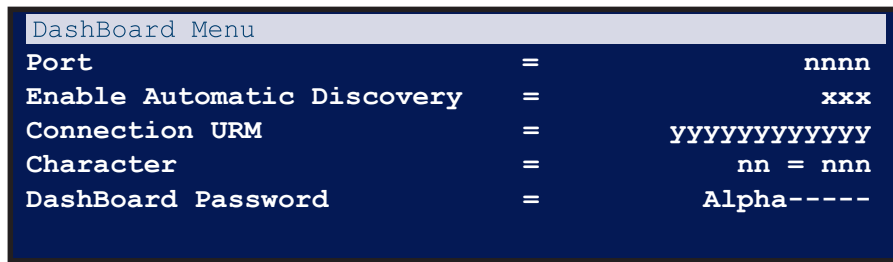 DashBoard Menu
Port = nnnn
Enable Automatic Discovery = xxx
Connection URM = yyyyyyyyyyyy
Character = nn = nnn
DashBoard Password = Alpha-----